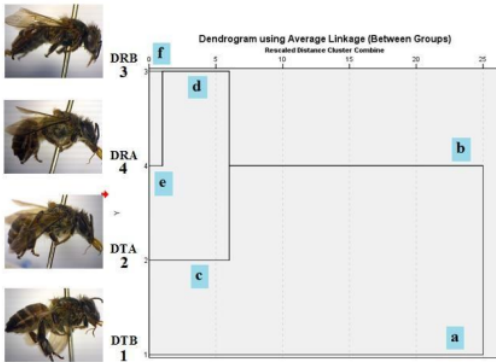 Dendrogram using Average Linkage (Between Groups)
Rescaled Distance Cluster Combine
0 5 10 15 20 25
DRB
3
f
3
d
DRA
4
b
4
e
DTA
2
Y
2
c
DTB
1
a
1